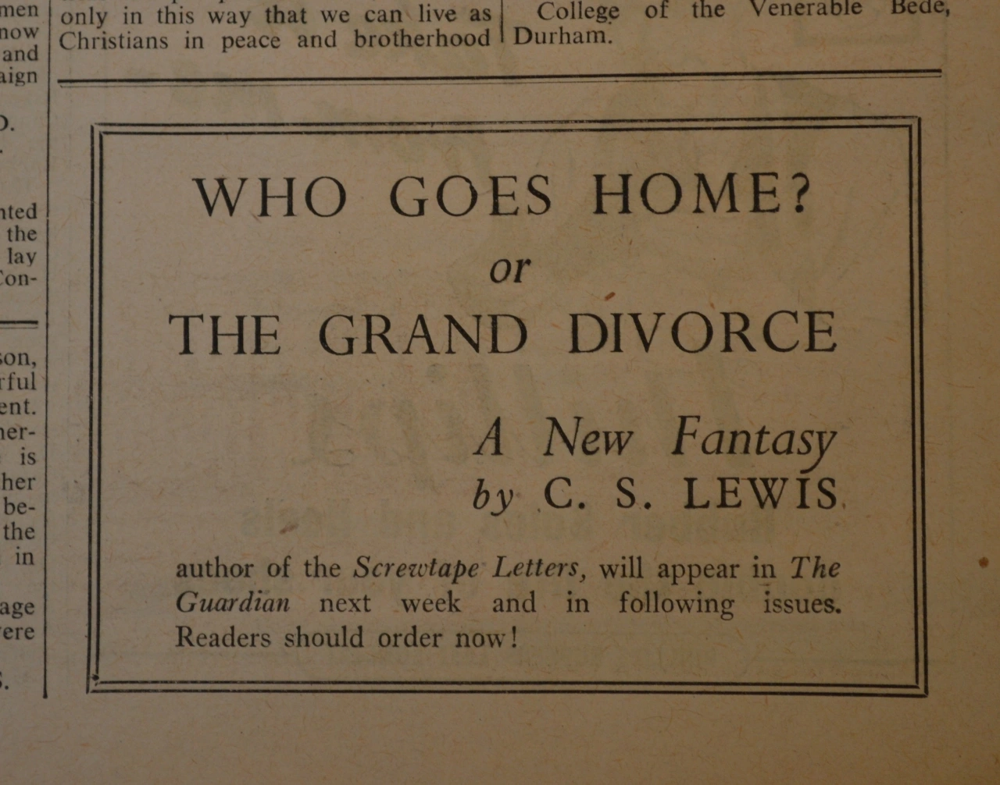 men
now
and
aign
O.
nted
the
lay
Con-
son,
rful
ent.
her-
is
ther
be-
the
in
age
vere
S.
only in this way that we can live as
Christians in peace and brotherhood
College of the Venerable Bede,
Durham.
WHO GOES HOME?
or
THE GRAND DIVORCE
A New Fantasy
by C. S. LEWIS
author of the Screwtape Letters, will appear in The
Guardian next week and in following issues.
Readers should order now!